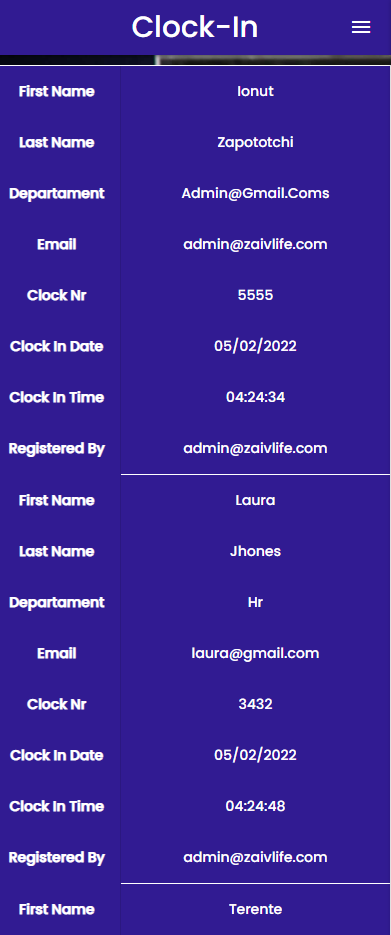 Clock-In
First Name Ionut
Last Name Zapototchi
Departament Admin@Gmail.Coms
Email admin@zaivlife.com
Clock Nr 5555
Clock In Date 05/02/2022
Clock In Time 04:24:34
Registered By admin@zaivlife.com
First Name Laura
Last Name Jhones
Departament Hr
Email laura@gmail.com
Clock Nr 3432
Clock In Date 05/02/2022
Clock In Time 04:24:48
Registered By admin@zaivlife.com
First Name Terente